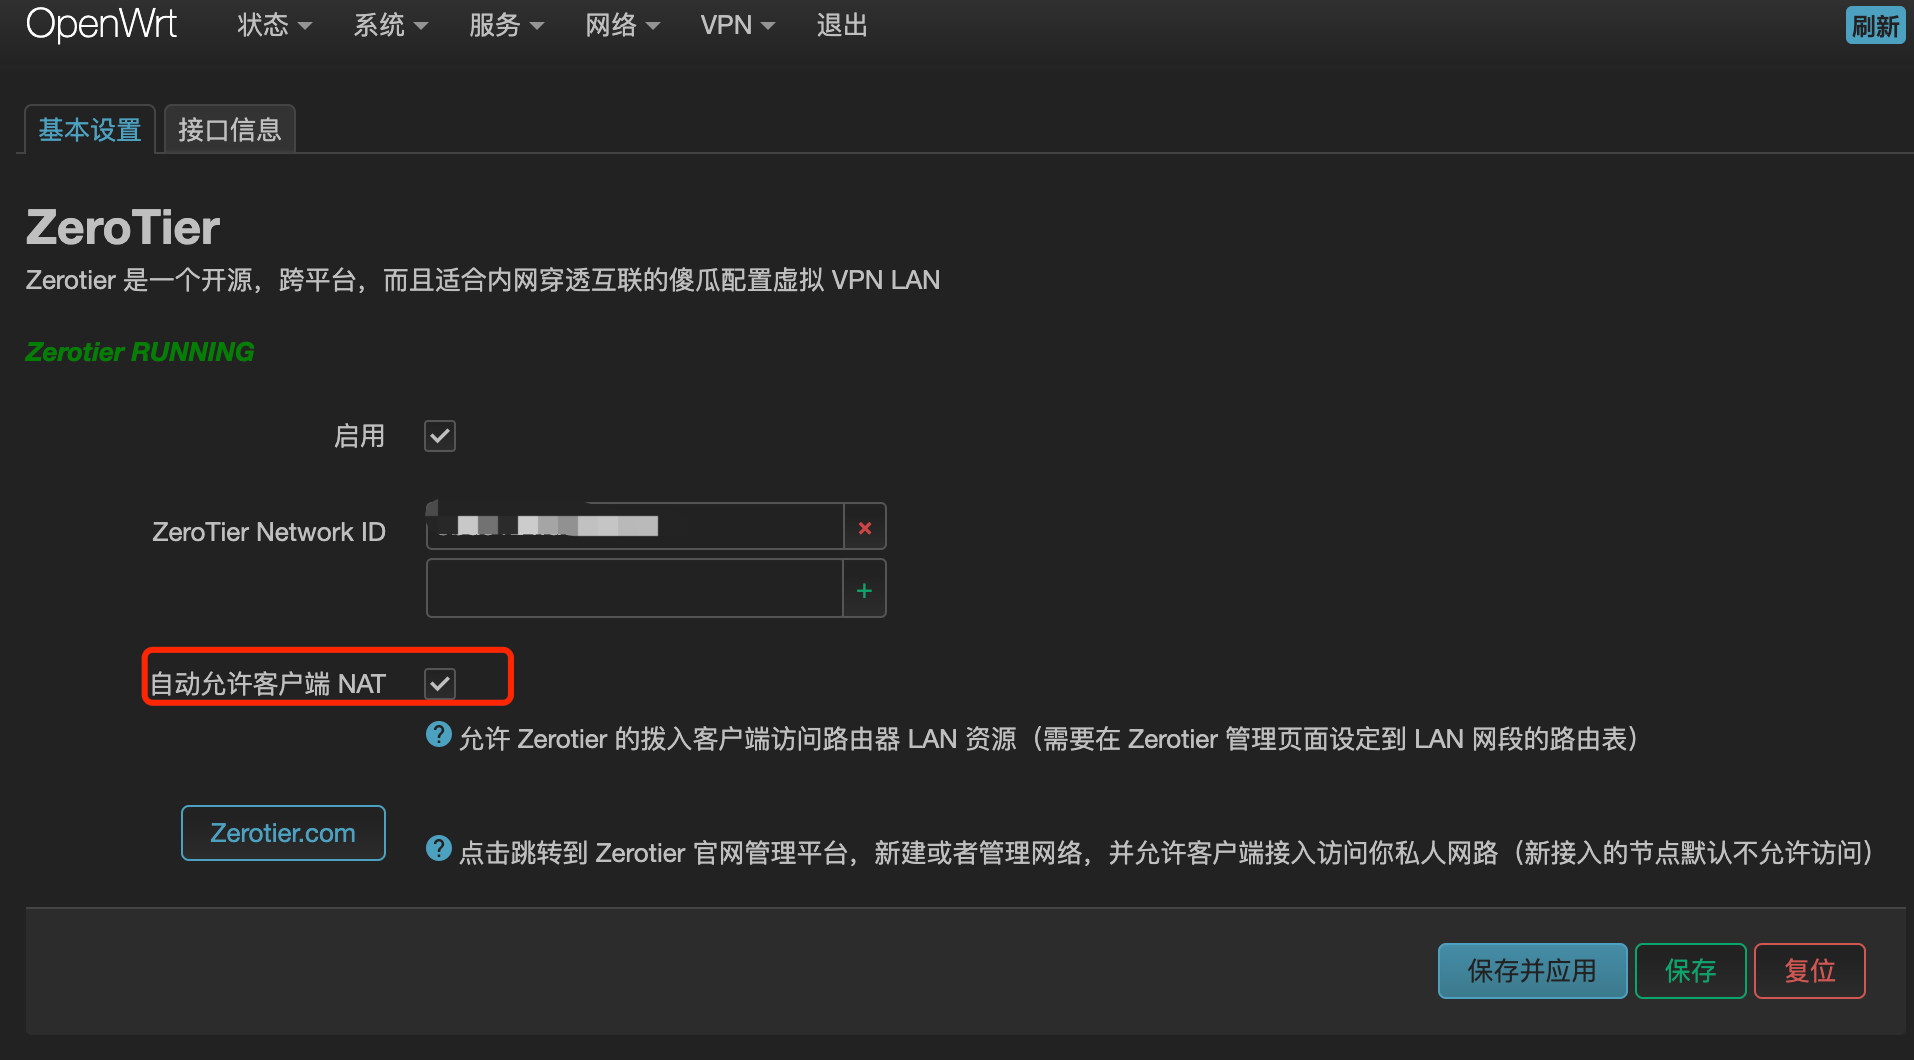 OpenWrt 状态 系统 服务 网络 VPN 退出 刷新
基本设置 接口信息
ZeroTier
Zerotier 是一个开源，跨平台，而且适合内网穿透互联的傻瓜配置虚拟 VPN LAN
Zerotier RUNNING
启用
ZeroTier Network ID
自动允许客户端 NAT
允许 Zerotier 的拨入客户端访问路由器 LAN 资源（需要在 Zerotier 管理页面设定到 LAN 网段的路由表）
Zerotier.com
点击跳转到 Zerotier 官网管理平台，新建或者管理网络，并允许客户端接入访问你私人网路（新接入的节点默认不允许访问）
保存并应用 保存 复位